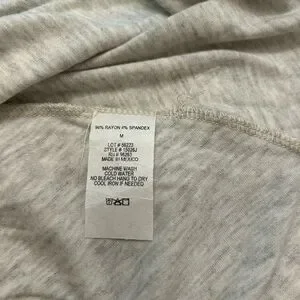 96% RAYON 4% SPANDEX
M
LOT # 56223
STYLE # 15026J
MADE IN MEXICO
MACHINE WASH
COLD WATER
NO BLEACH HANG TO DRY
COOL IRON IF NEEDED